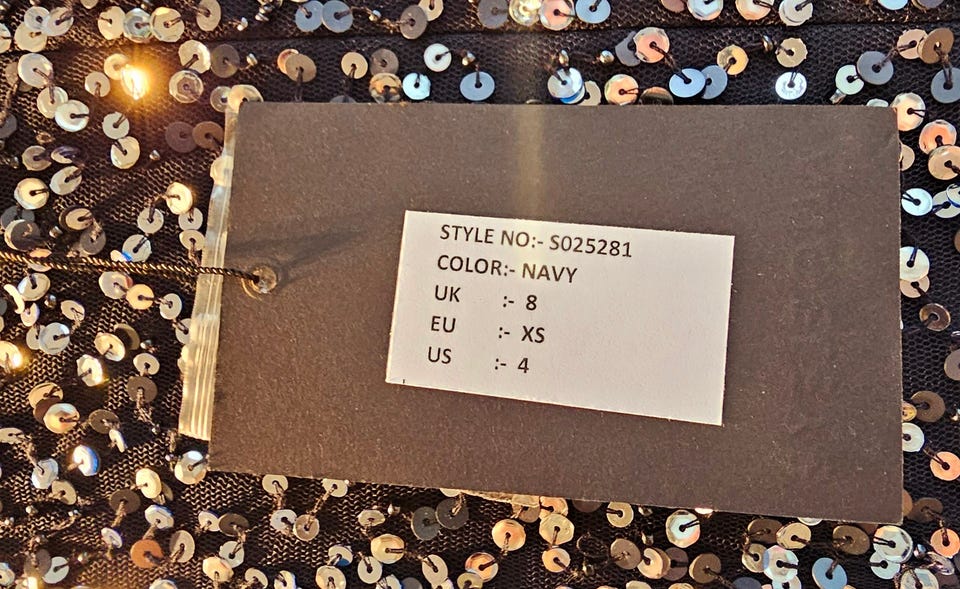 STYLE NO:- S025281
COLOR:- NAVY
UK :- 8
EU :- XS
US :- 4